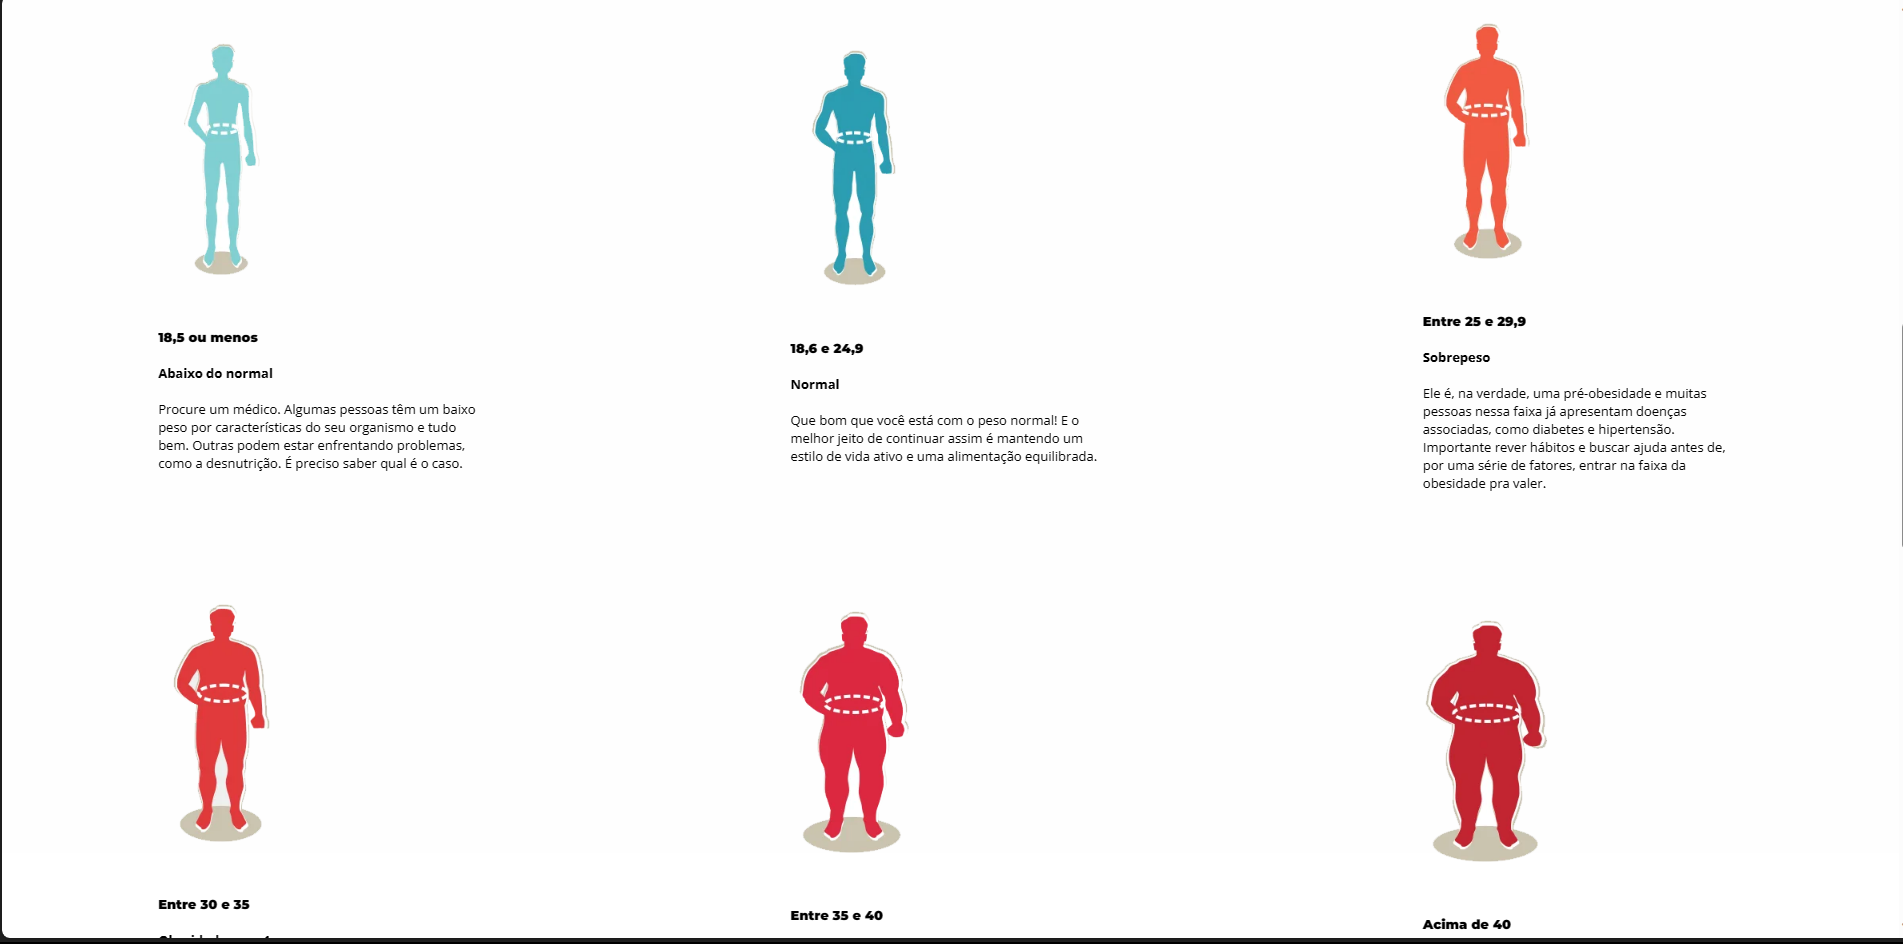 18,5 ou menos
Abaixo do normal
Procure um médico. Algumas pessoas têm um baixo
peso por características do seu organismo e tudo
bem. Outras podem estar enfrentando problemas,
como a desnutrição. É preciso saber qual é o caso.
18,6 e 24,9
Normal
Que bom que você está com o peso normal! E o
melhor jeito de continuar assim é mantendo um
estilo de vida ativo e uma alimentação equilibrada.
Entre 25 e 29,9
Sobrepeso
Ele é, na verdade, uma pré-obesidade e muitas
pessoas nessa faixa já apresentam doenças
associadas, como diabetes e hipertensão.
Importante rever hábitos e buscar ajuda antes de,
por uma série de fatores, entrar na faixa da
obesidade pra valer.
Entre 30 e 35
Entre 35 e 40
Acima de 40